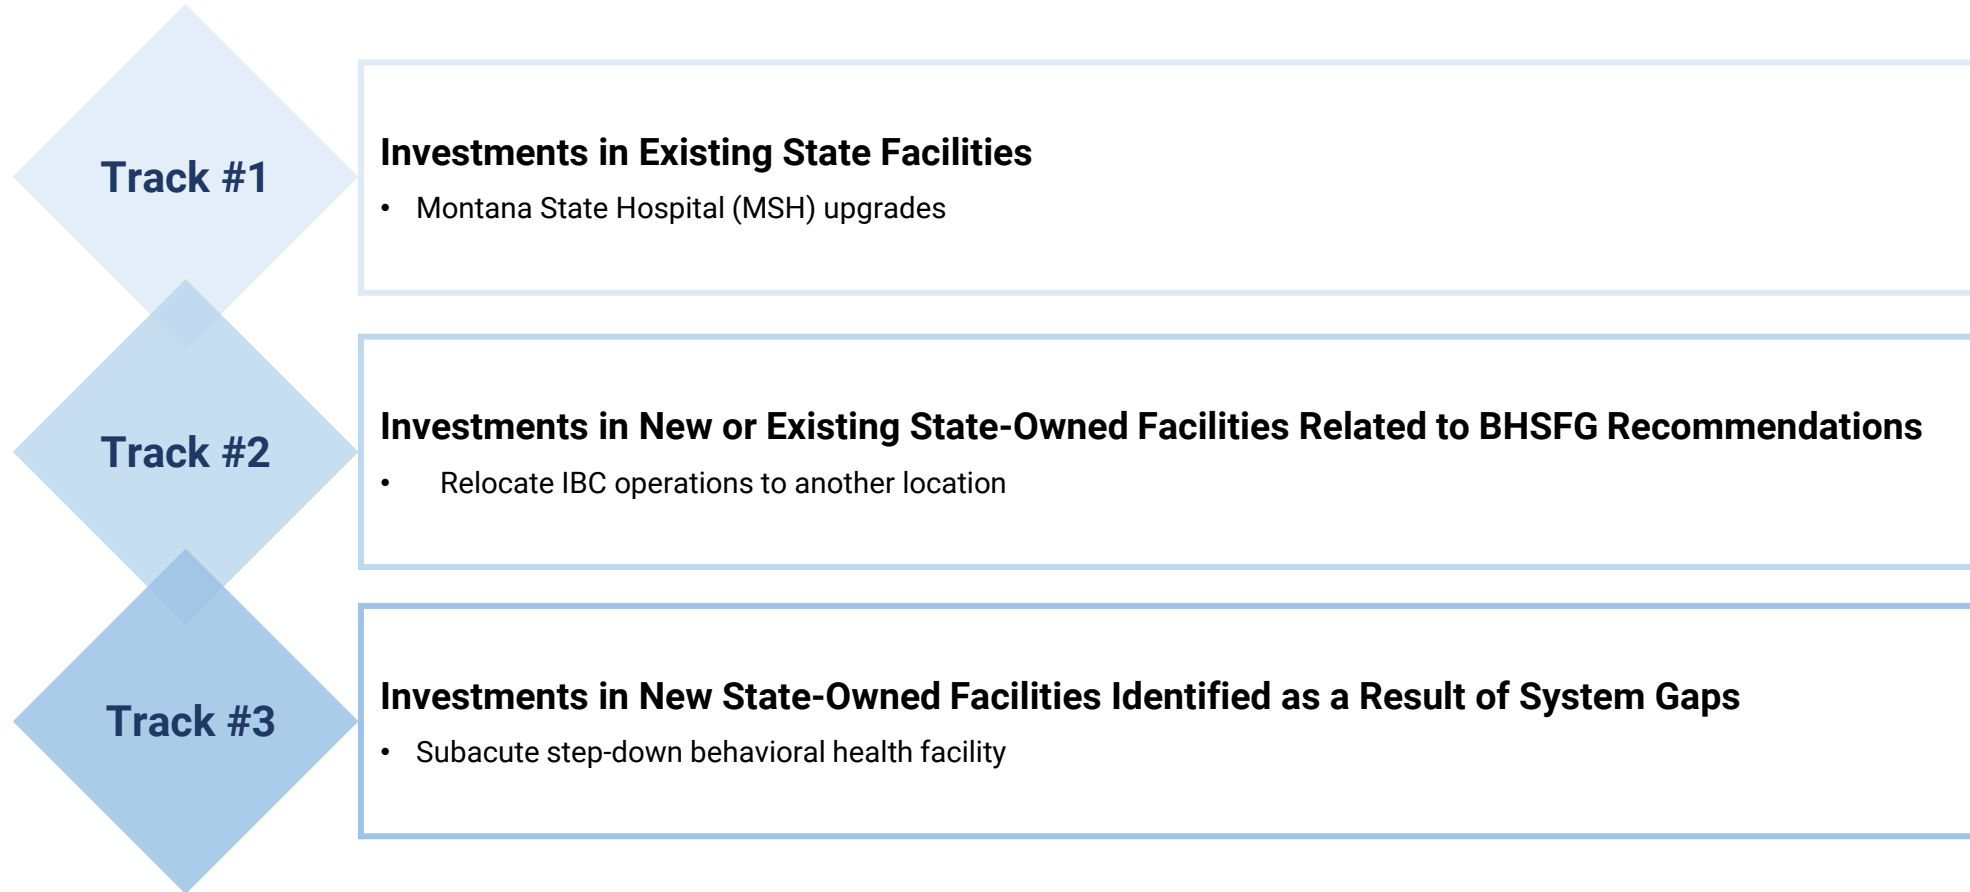 Track #1
Investments in Existing State Facilities
• Montana State Hospital (MSH) upgrades
Track #2
Investments in New or Existing State-Owned Facilities Related to BHSFG Recommendations
• Relocate IBC operations to another location
Track #3
Investments in New State-Owned Facilities Identified as a Result of System Gaps
• Subacute step-down behavioral health facility